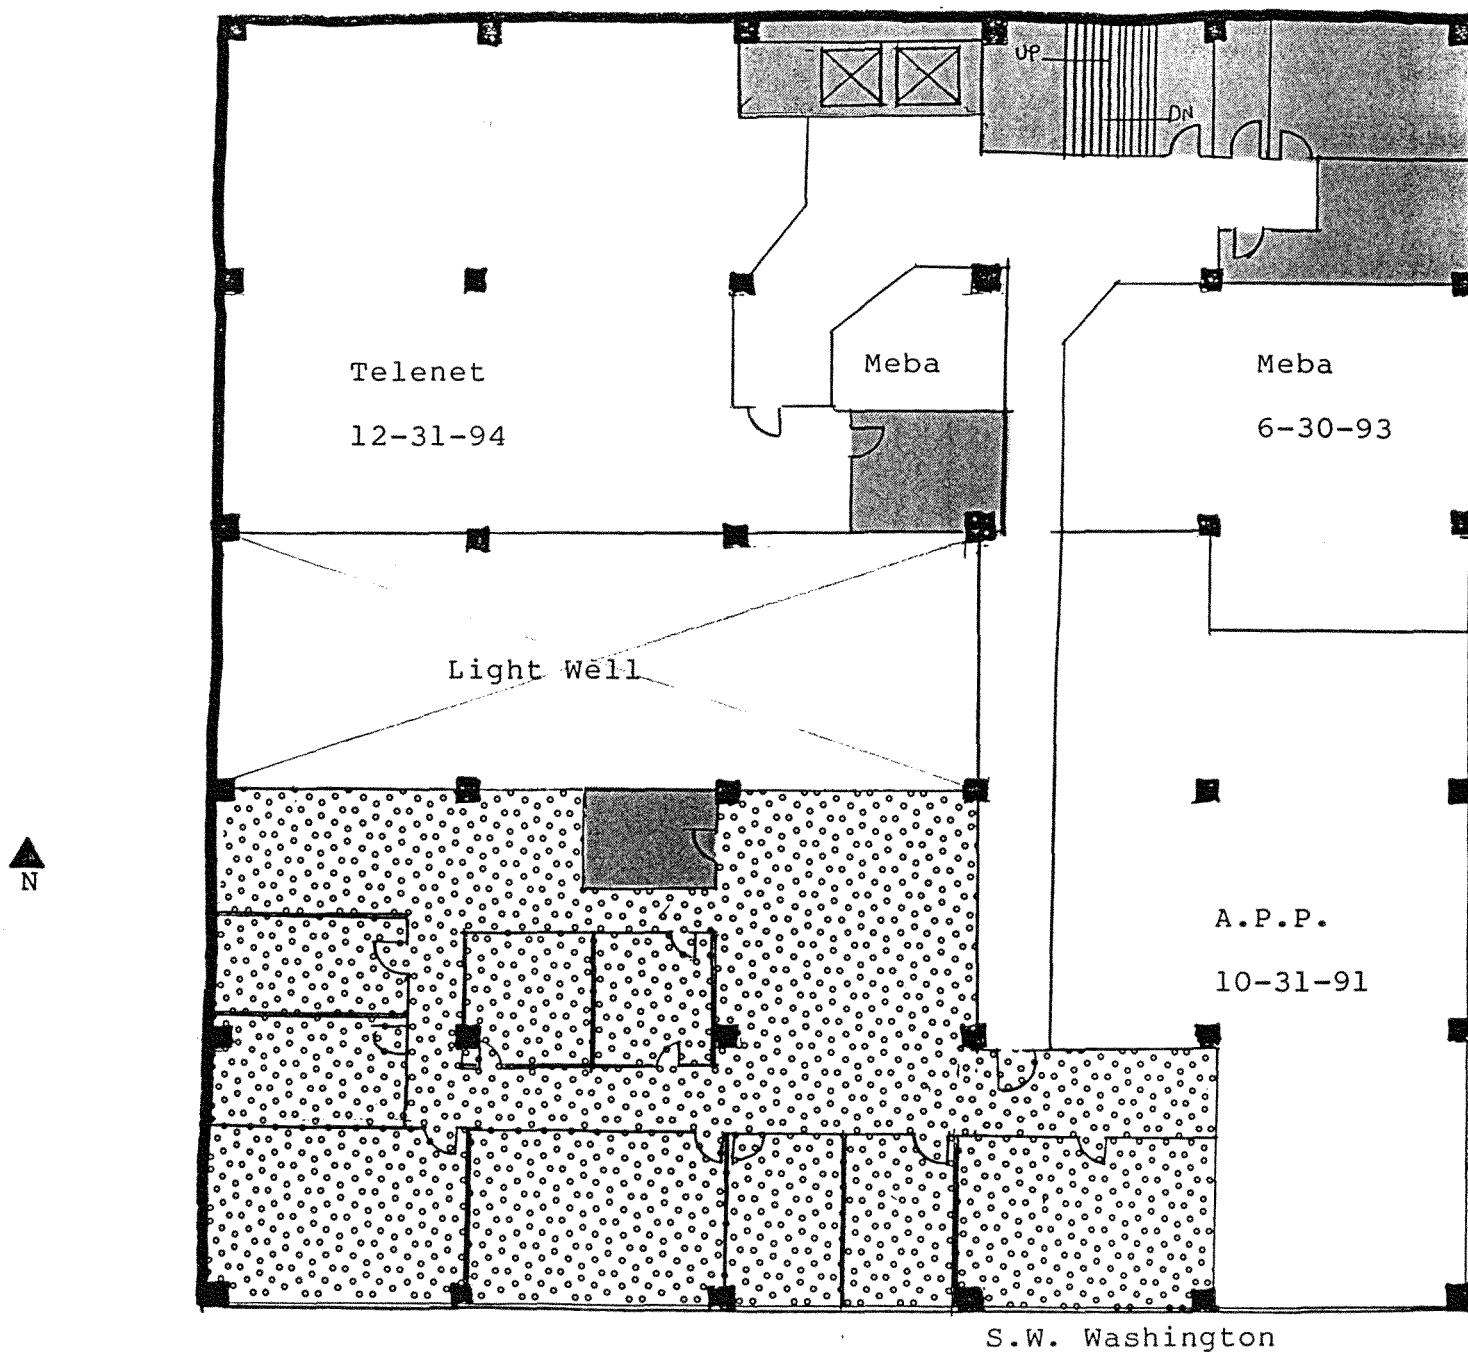 UP
DN
Telenet
12-31-94
Meba
Meba
6-30-93
Light Well
N
A.P.P.
10-31-91
S.W. Washington